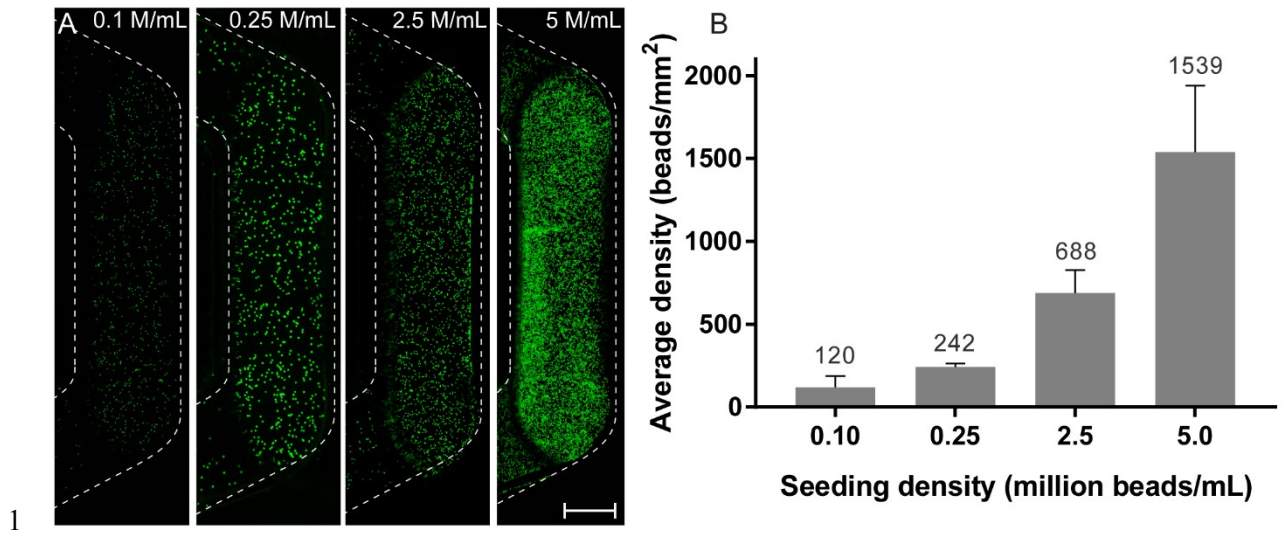 A
0.1 M/mL
0.25 M/mL
2.5 M/mL
5 M/mL
B
Average density (beads/mm²)
2000
1500
1000
500
0
120
242
688
1539
0.10
0.25
2.5
5.0
Seeding density (million beads/mL)
1